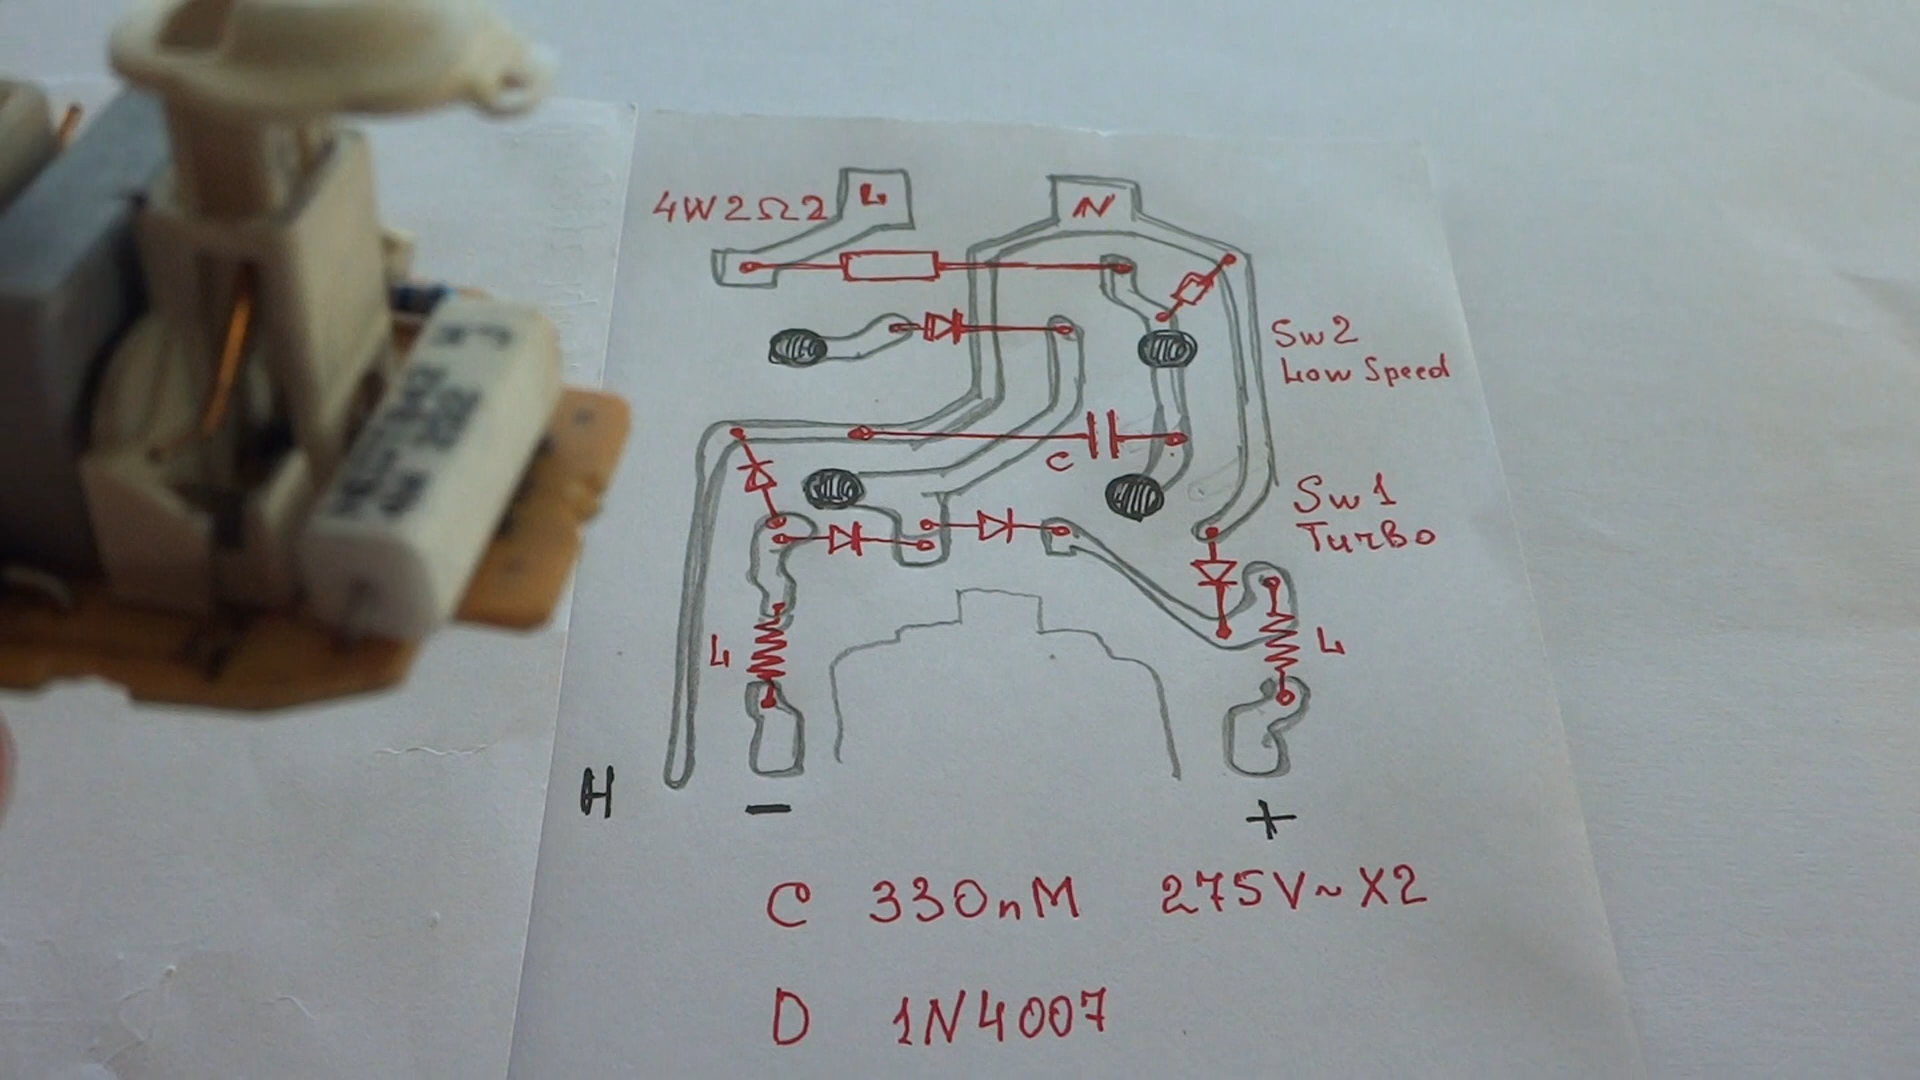 4W2Ω2
L
N
Sw2
Low Speed
C
Sw1
Turbo
L
L
H
−
+
C 330nM 275V~X2
D 1N4007